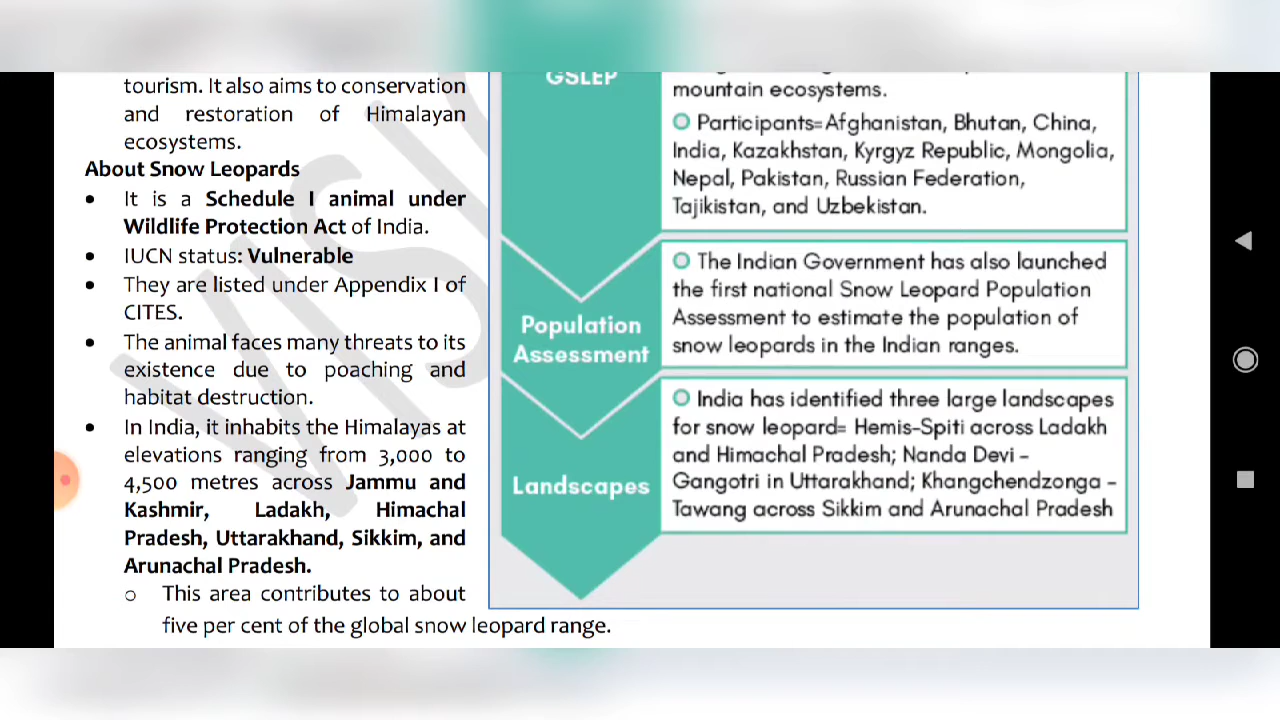 tourism. It also aims to conservation
and restoration of Himalayan
ecosystems.
About Snow Leopards
• It is a Schedule I animal under
Wildlife Protection Act of India.
• IUCN status: Vulnerable
• They are listed under Appendix I of
CITES.
• The animal faces many threats to its
existence due to poaching and
habitat destruction.
• In India, it inhabits the Himalayas at
elevations ranging from 3,000 to
4,500 metres across Jammu and
Kashmir, Ladakh, Himachal
Pradesh, Uttarakhand, Sikkim, and
Arunachal Pradesh.
o This area contributes to about
five per cent of the global snow leopard range.
GSLEP
mountain ecosystems.
Participants=Afghanistan, Bhutan, China,
India, Kazakhstan, Kyrgyz Republic, Mongolia,
Nepal, Pakistan, Russian Federation,
Tajikistan, and Uzbekistan.
Population
Assessment
The Indian Government has also launched
the first national Snow Leopard Population
Assessment to estimate the population of
snow leopards in the Indian ranges.
Landscapes
India has identified three large landscapes
for snow leopard= Hemis-Spiti across Ladakh
and Himachal Pradesh; Nanda Devi –
Gangotri in Uttarakhand; Khangchendzonga –
Tawang across Sikkim and Arunachal Pradesh